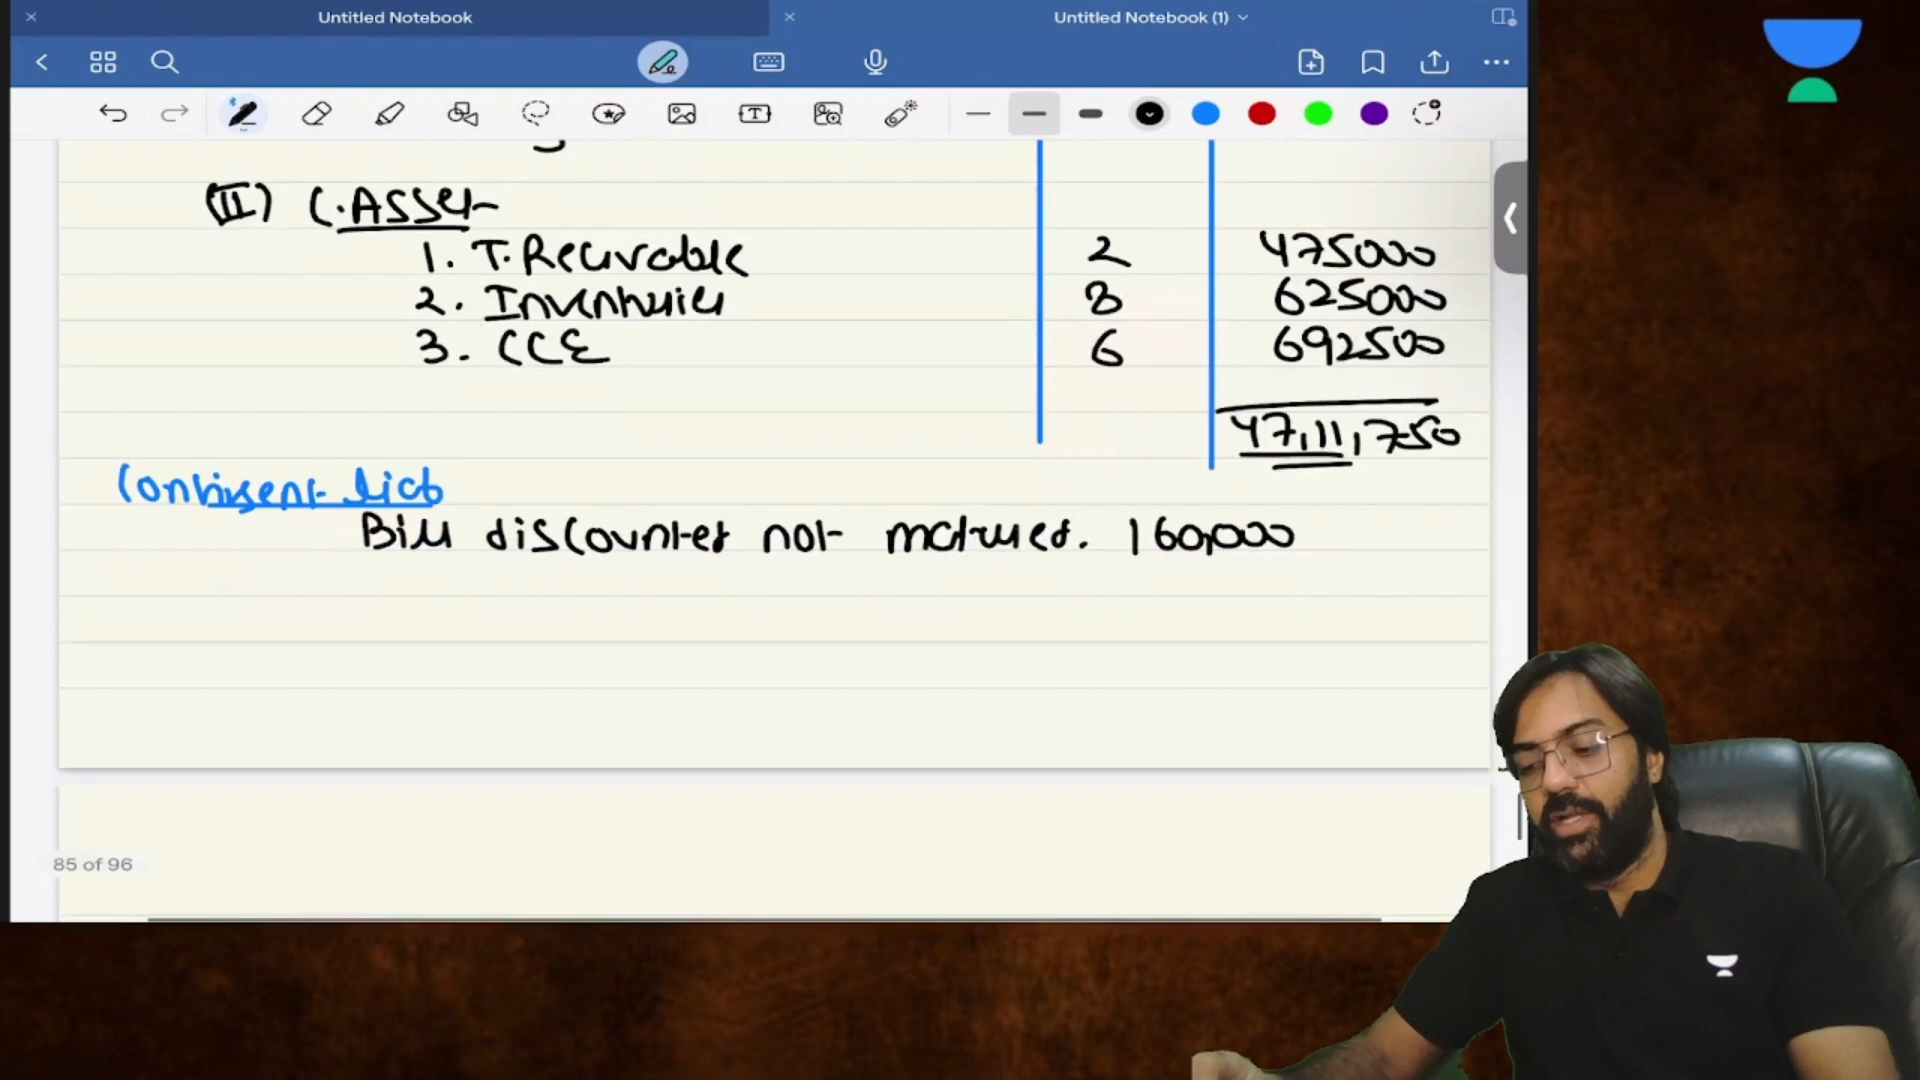 Untitled Notebook
Untitled Notebook (1)
(II) C.Asset
1. T.Receivable 2 475000
2. Inventories 8 625000
3. CCE 6 692500
47,11,750
Contingent liab
Bill discounted not matured. 160,000
85 of 96